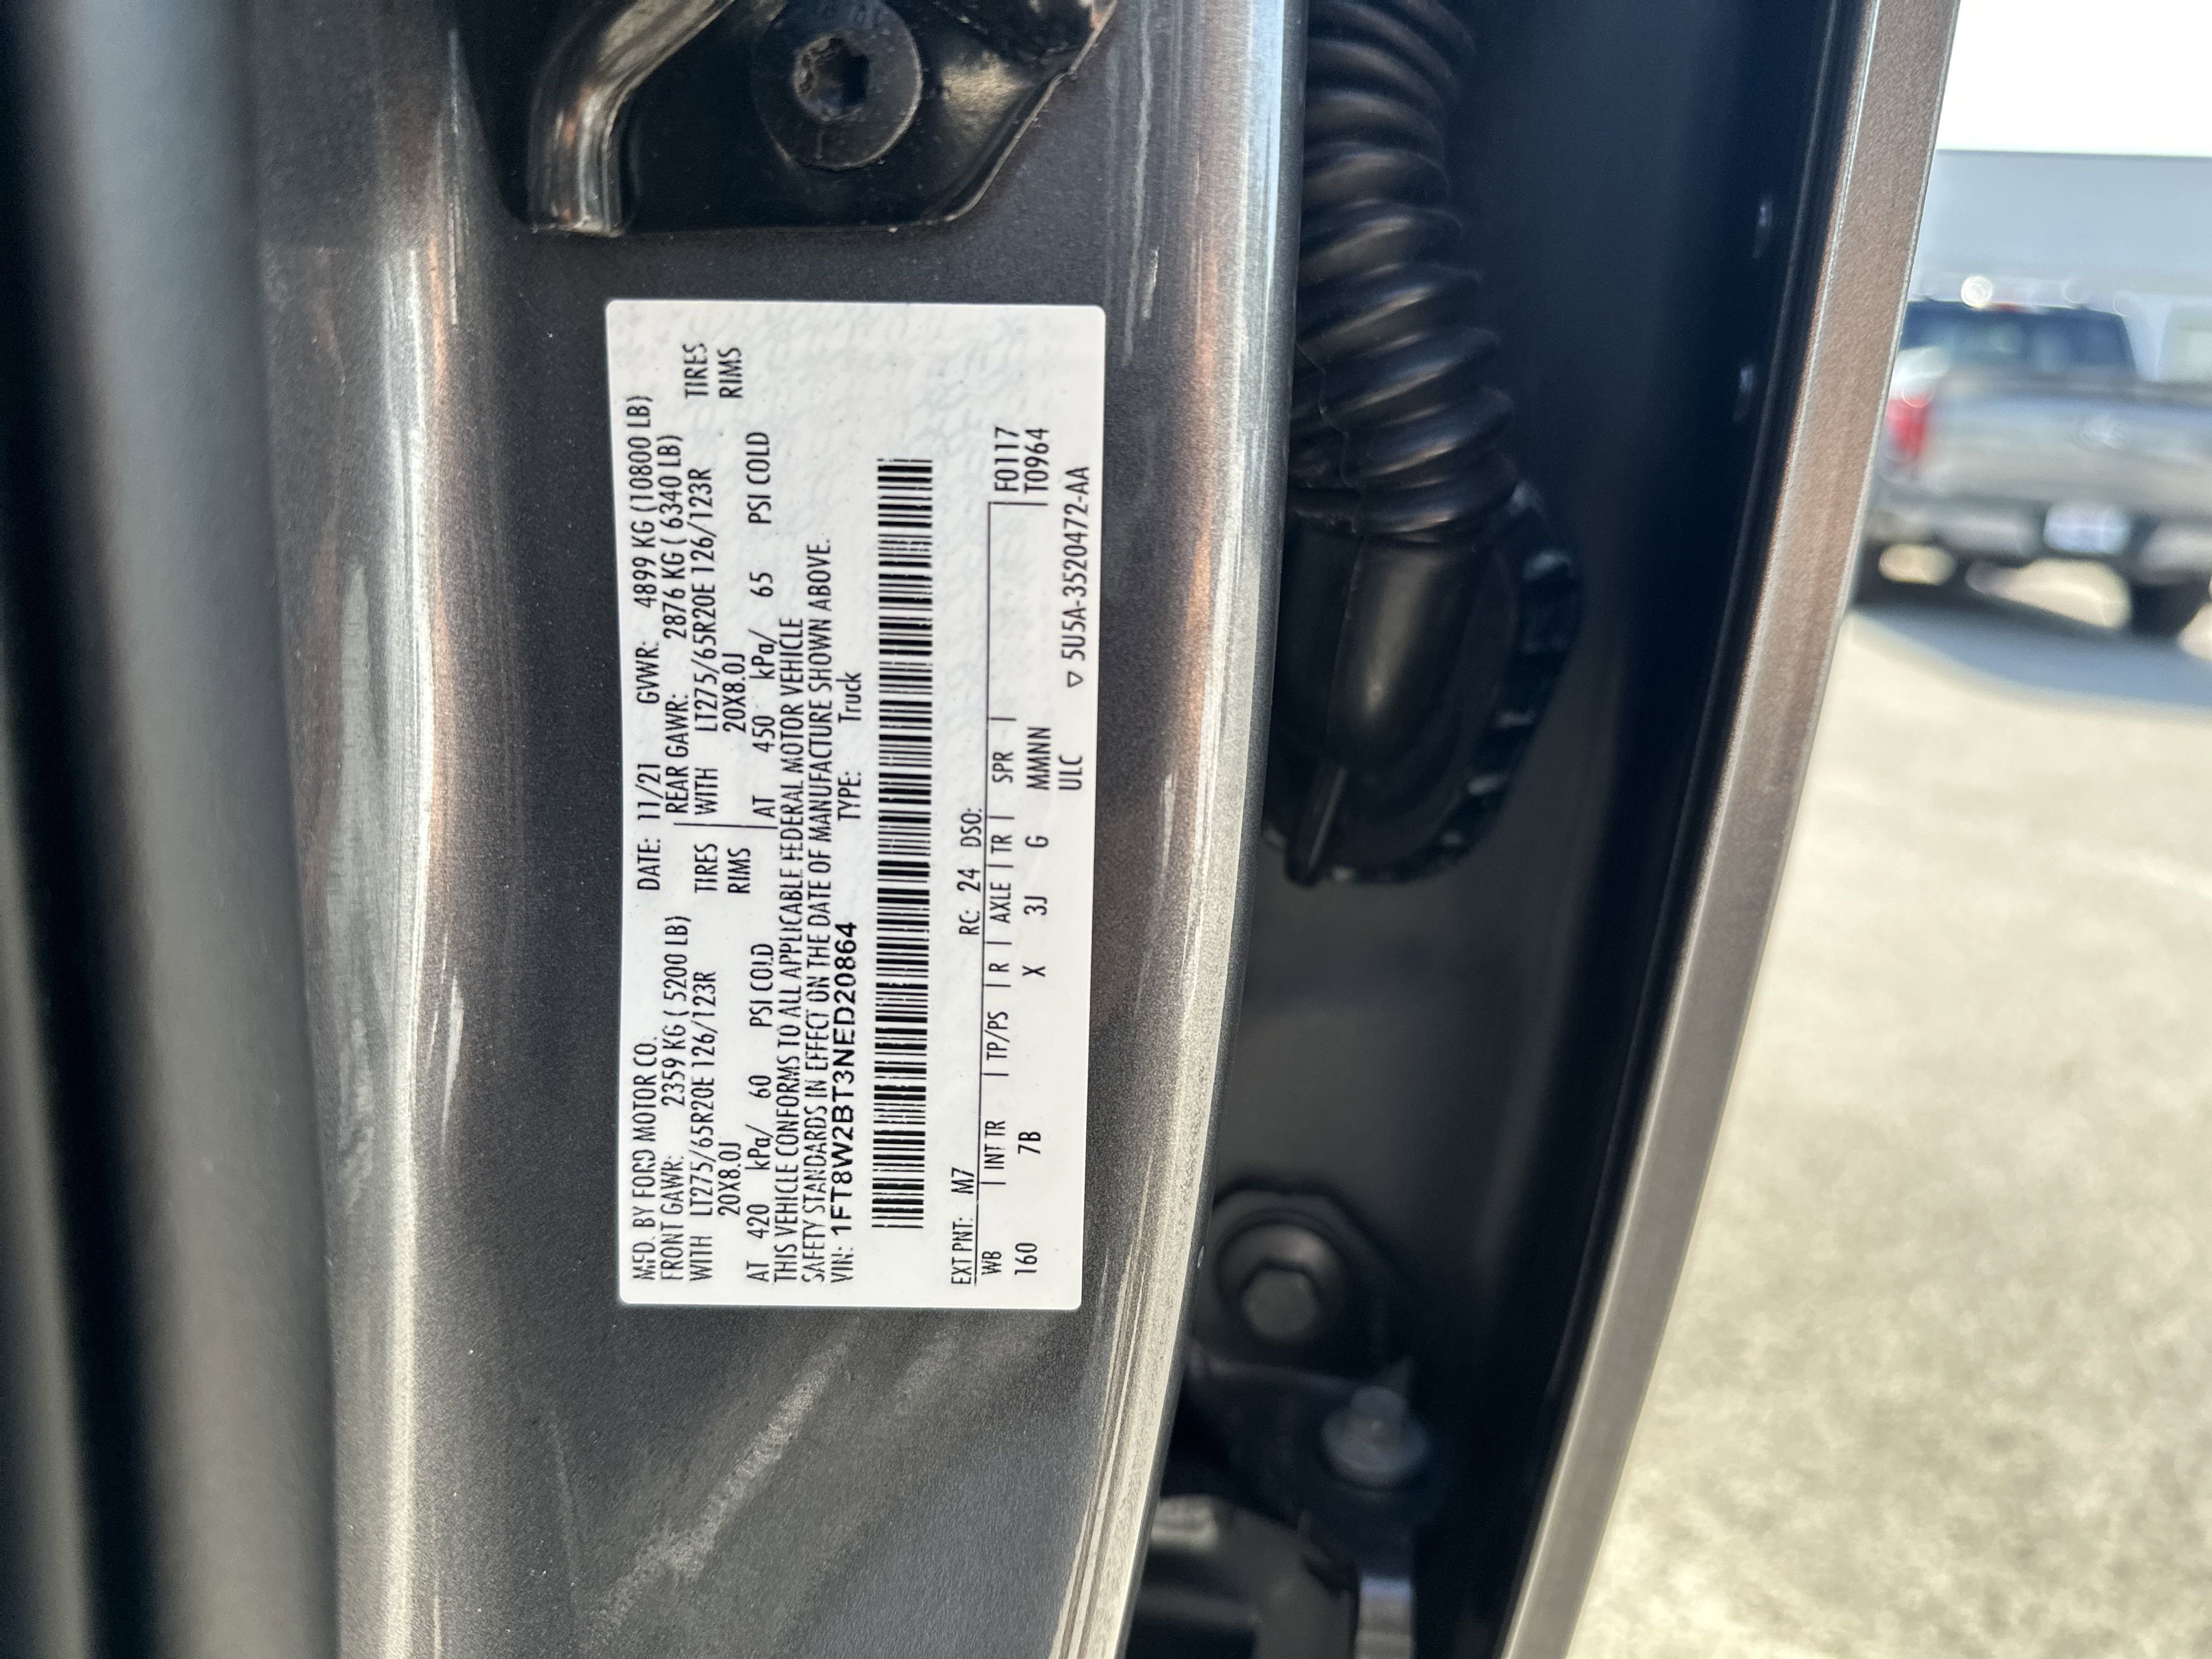 MFD. BY FORD MOTOR CO. DATE: 11/21 GVWR: 4899 KG (10800 LB)
FRONT GAWR: 2359 KG ( 5200 LB) REAR GAWR: 2876 KG ( 6340 LB)
WITH LT275/65R20E 126/123R TIRES WITH LT275/65R20E 126/123R TIRES
20X8.0J RIMS 20X8.0J RIMS
AT 420 kPa/ 60 PSI COLD AT 450 kPa/ 65 PSI COLD
THIS VEHICLE CONFORMS TO ALL APPLICABLE FEDERAL MOTOR VEHICLE
SAFETY STANDARDS IN EFFECT ON THE DATE OF MANUFACTURE SHOWN ABOVE.
VIN: 1FT8W2BT3NED20864 TYPE: Truck
EXT PNT: M7 RC: 24 DSO:
WB | INT TR | TP/PS | R | AXLE | TR | SPR | F0117
160 7B X 3J G MMNNN T0964
ULC ▽ 5U5A-3520472-AA